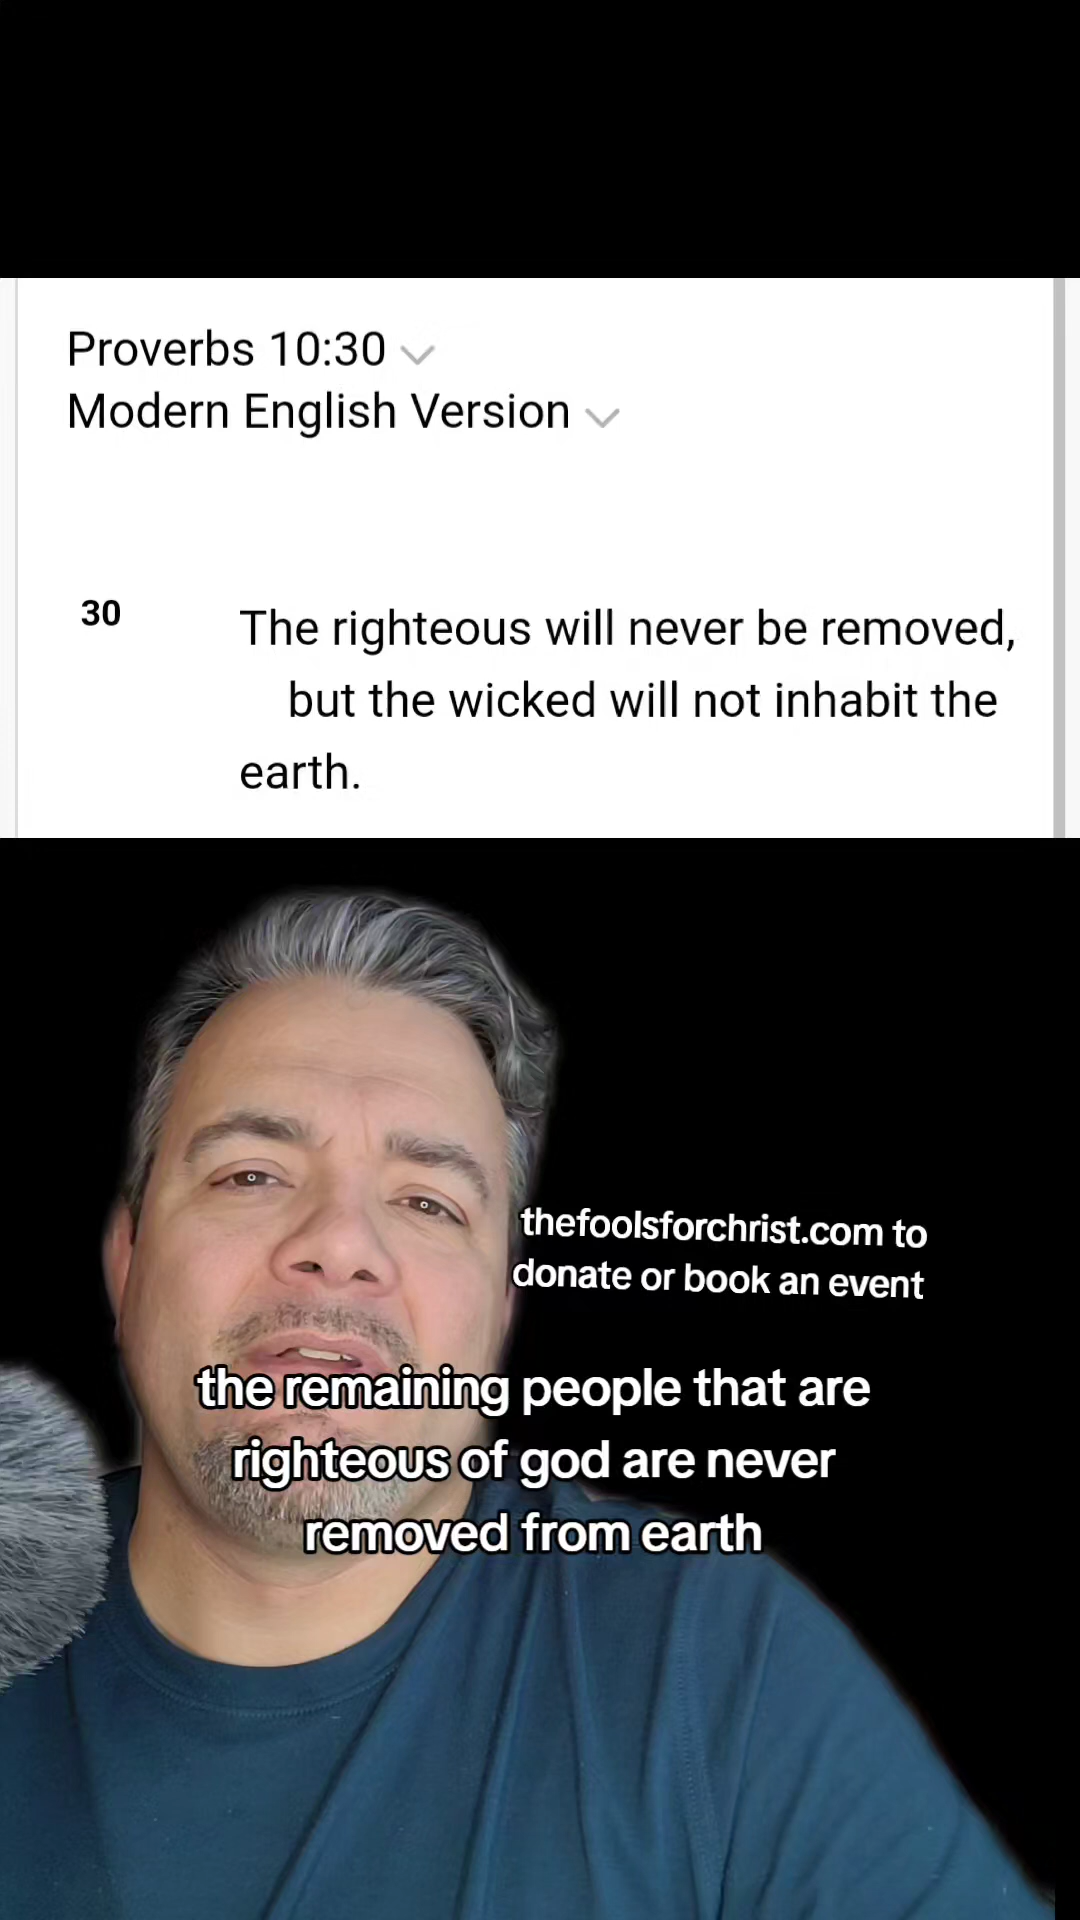 Proverbs 10:30
Modern English Version
30 The righteous will never be removed,
but the wicked will not inhabit the
earth.
thefoolsforchrist.com to
donate or book an event
the remaining people that are
righteous of god are never
removed from earth